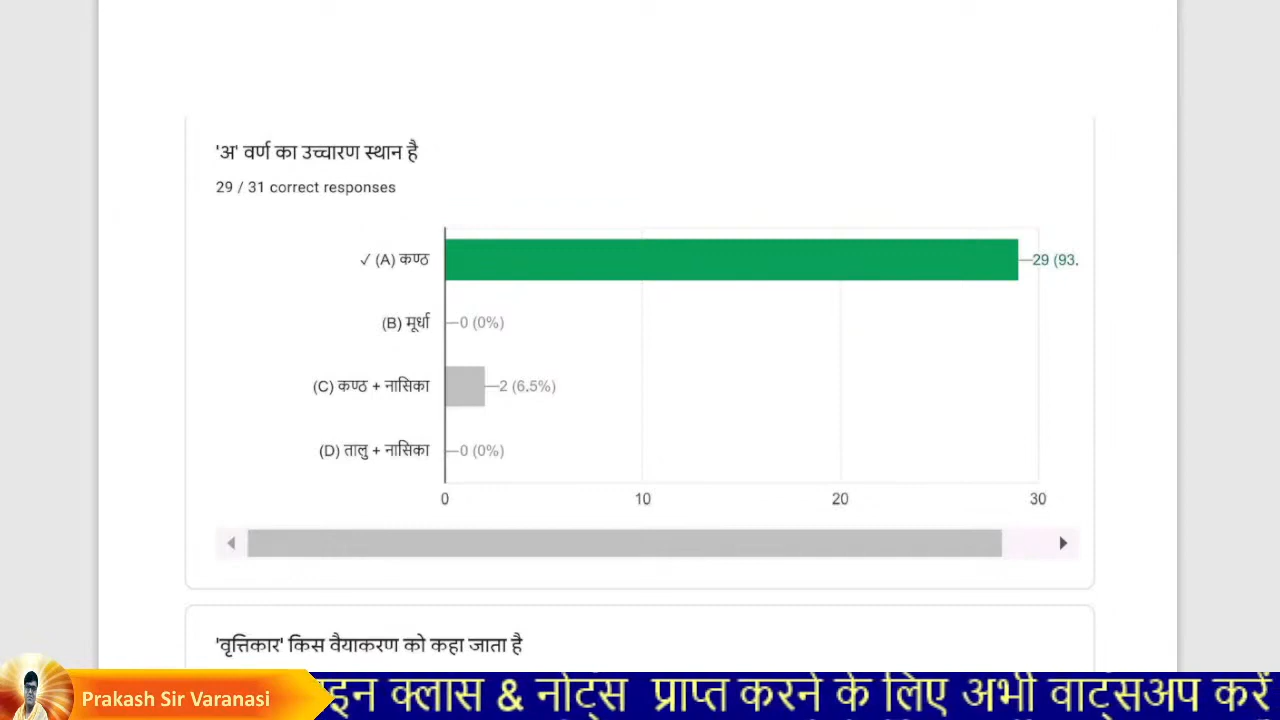 'अ' वर्ण का उच्चारण स्थान है
29 / 31 correct responses
✓ (A) कण्ठ
29 (93.
(B) मूर्धा
0 (0%)
(C) कण्ठ + नासिका
2 (6.5%)
(D) तालु + नासिका
0 (0%)
0 10 20 30
'वृत्तिकार' किस वैयाकरण को कहा जाता है
Prakash Sir Varanasi
इन क्लास & नोट्स प्राप्त करने के लिए अभी वाट्सअप करें